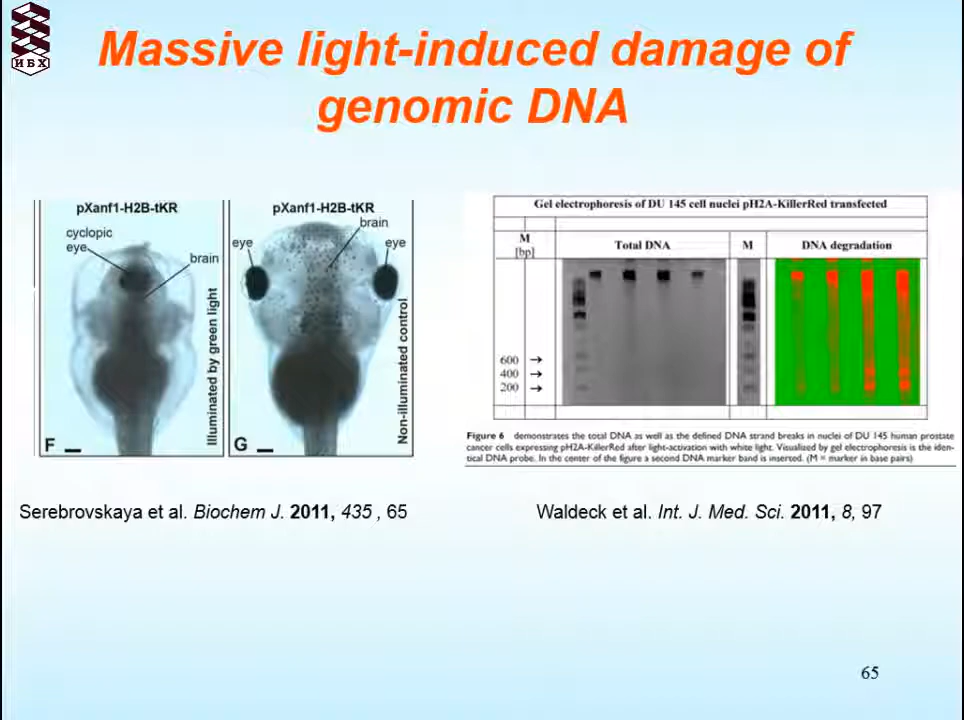 ИБХ
Massive light-induced damage of
genomic DNA
pXanf1-H2B-tKR
cyclopic
eye
brain
Illuminated by green light
F
pXanf1-H2B-tKR
brain
eye
eye
Non-illuminated control
G
Gel electrophoresis of DU 145 cell nuclei pH2A-KillerRed transfected
M
[bp]
Total DNA
M
DNA degradation
600 →
400 →
200 →
Figure 6 demonstrates the total DNA as well as the defined DNA strand breaks in nuclei of DU 145 human prostate
cancer cells expressing pH2A-KillerRed after light-activation with white light. Visualized by gel electrophoresis is the iden-
tical DNA probe. In the center of the figure a second DNA marker band is inserted. (M = marker in base pairs)
Serebrovskaya et al. Biochem J. 2011, 435 , 65
Waldeck et al. Int. J. Med. Sci. 2011, 8, 97
65